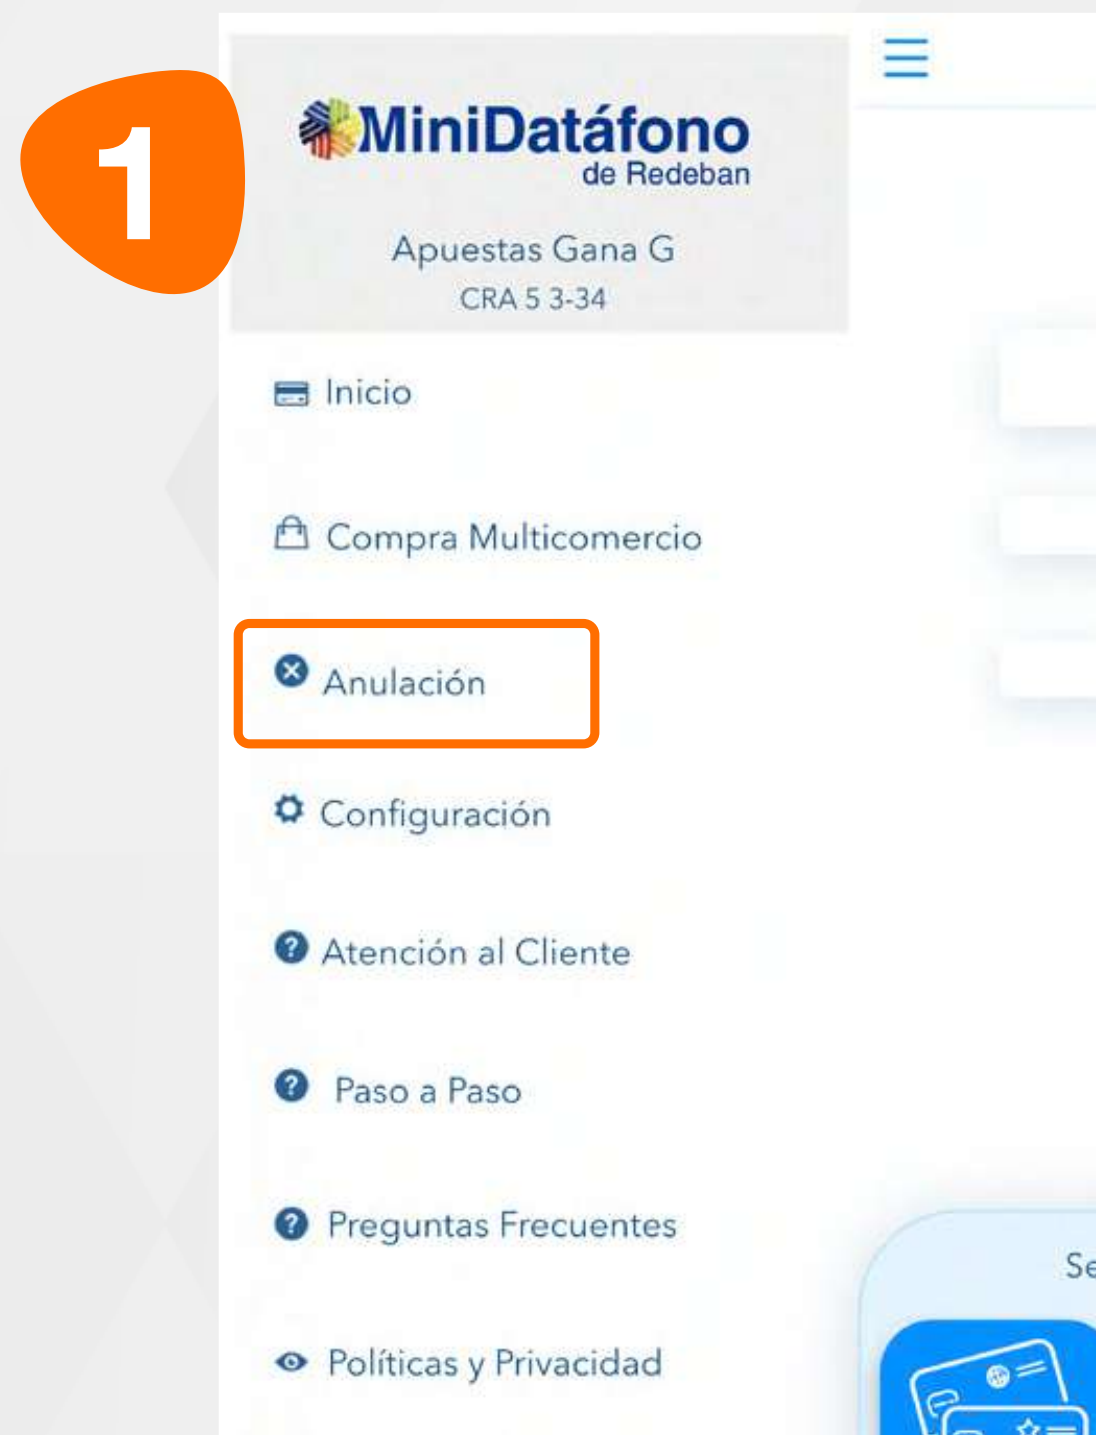 1
MiniDatáfono
de Redeban
Apuestas Gana G
CRA 5 3-34
Inicio
Compra Multicomercio
Anulación
Configuración
Atención al Cliente
Paso a Paso
Preguntas Frecuentes
Políticas y Privacidad
Se